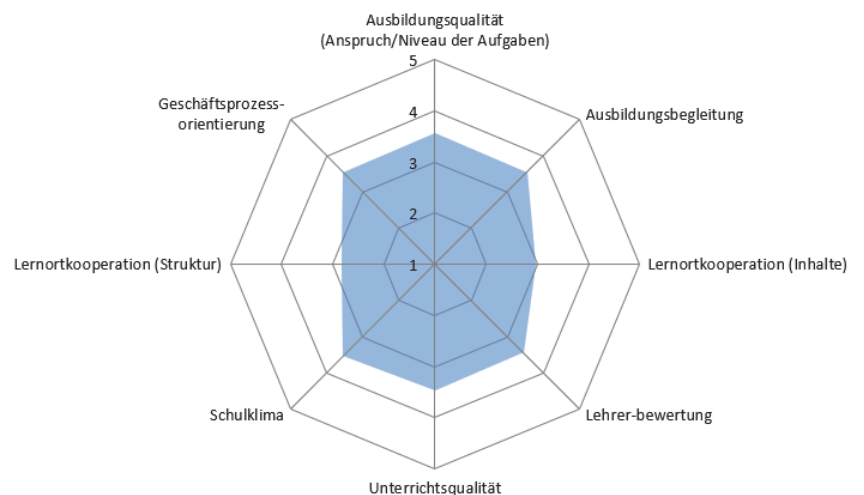 Ausbildungsqualität
(Anspruch/Niveau der Aufgaben)
5
Geschäftsprozess-
orientierung
4
Ausbildungsbegleitung
3
2
Lernortkooperation (Struktur)
1
Lernortkooperation (Inhalte)
Schulklima
Lehrer-bewertung
Unterrichtsqualität